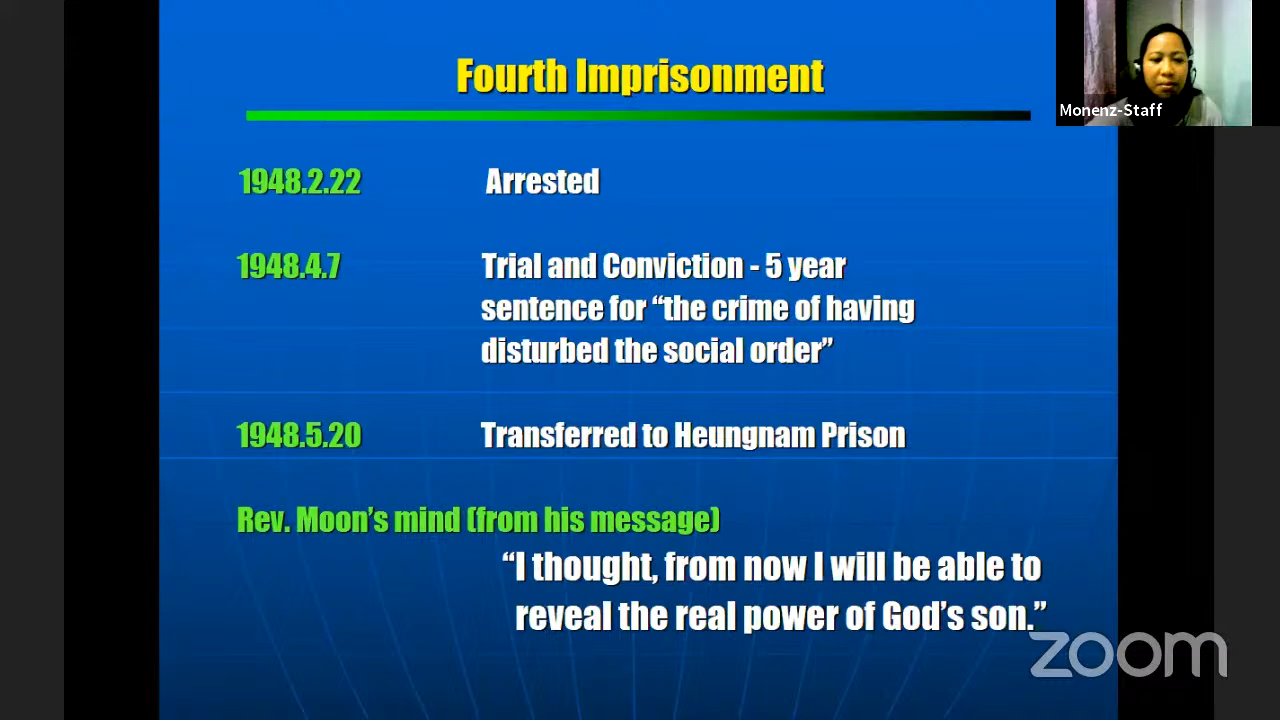 Fourth Imprisonment
Monenz-Staff
1948.2.22 Arrested
1948.4.7 Trial and Conviction - 5 year
sentence for “the crime of having
disturbed the social order”
1948.5.20 Transferred to Heungnam Prison
Rev. Moon’s mind (from his message)
“I thought, from now I will be able to
reveal the real power of God’s son.”
zoom